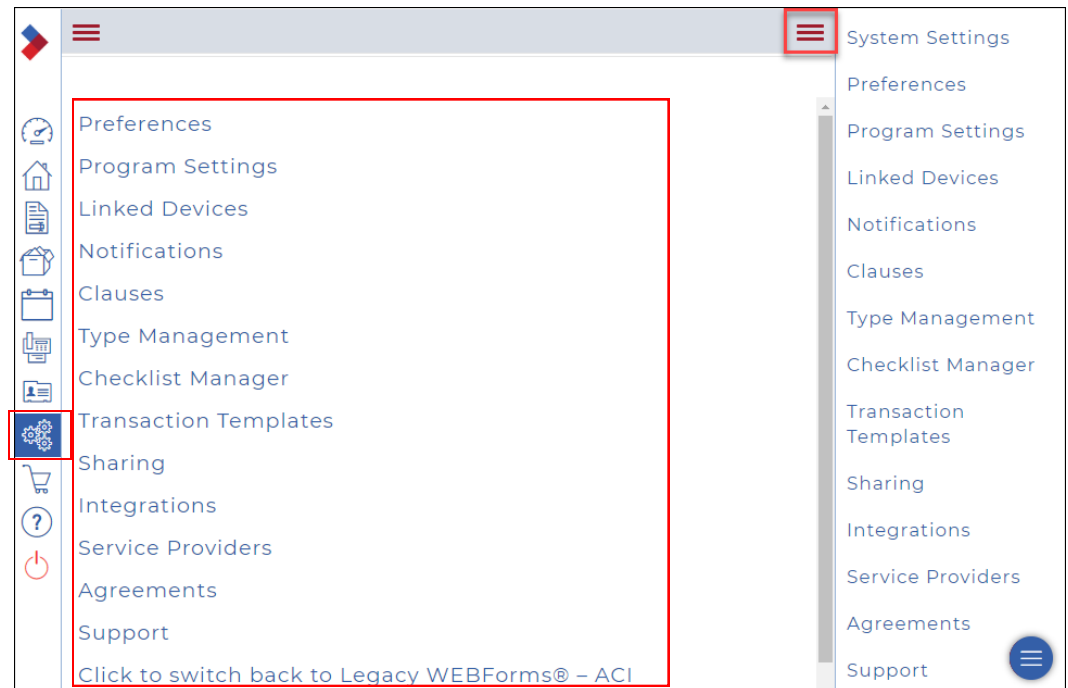 Preferences
Program Settings
Linked Devices
Notifications
Clauses
Type Management
Checklist Manager
Transaction Templates
Sharing
Integrations
Service Providers
Agreements
Support
Click to switch back to Legacy WEBForms® – ACI
System Settings
Preferences
Program Settings
Linked Devices
Notifications
Clauses
Type Management
Checklist Manager
Transaction
Templates
Sharing
Integrations
Service Providers
Agreements
Support
?